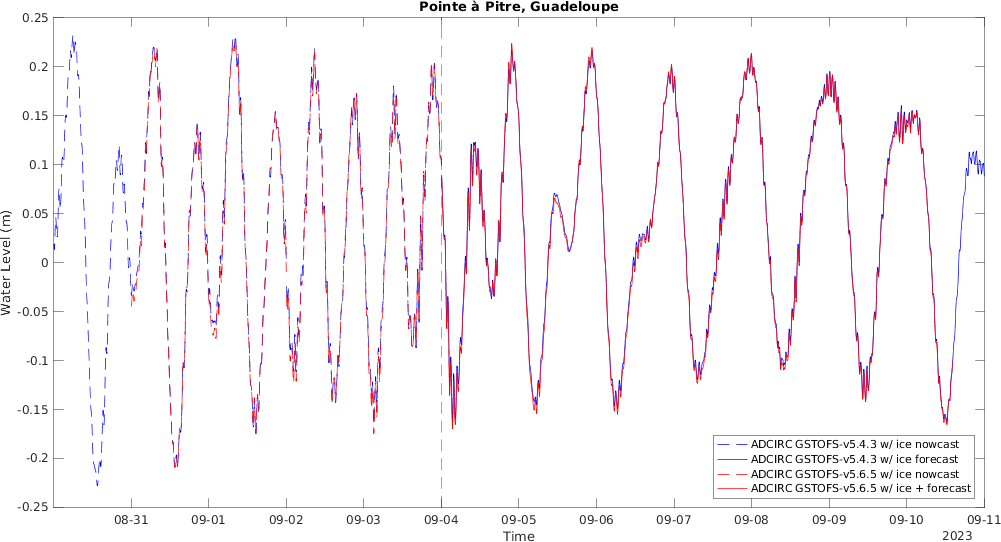 Pointe à Pitre, Guadeloupe
0.25
0.2
0.15
0.1
0.05
0
-0.05
-0.1
-0.15
-0.2
-0.25
Water Level (m)
ADCIRC GSTOFS-v5.4.3 w/ ice nowcast
ADCIRC GSTOFS-v5.4.3 w/ ice forecast
ADCIRC GSTOFS-v5.6.5 w/ ice nowcast
ADCIRC GSTOFS-v5.6.5 w/ ice + forecast
08-31 09-01 09-02 09-03 09-04 09-05 09-06 09-07 09-08 09-09 09-10 09-11
Time
2023